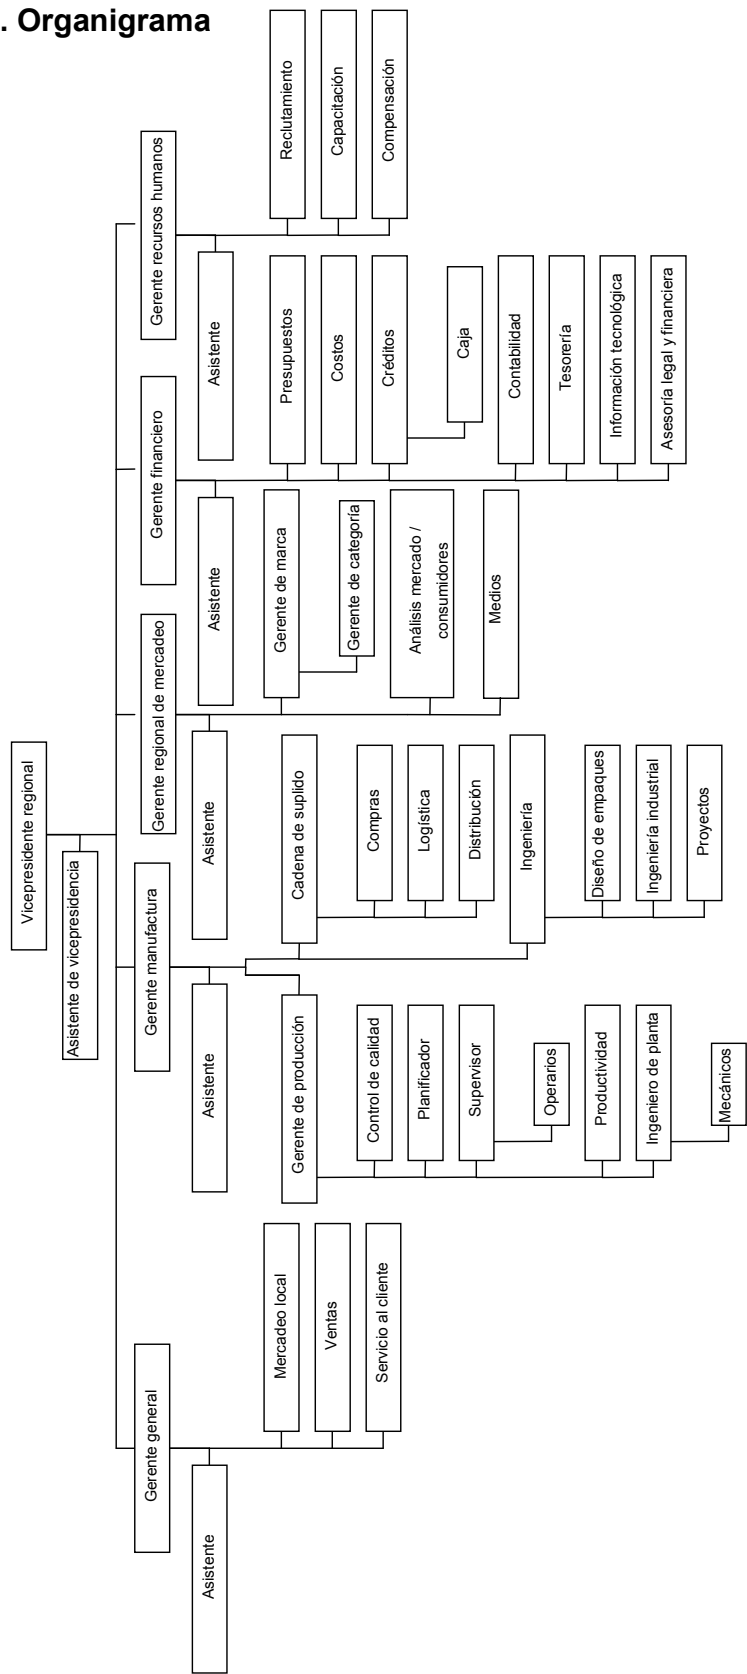 . Organigrama
Vicepresidente regional
Asistente de vicepresidencia
Gerente general
Asistente
Mercadeo local
Ventas
Servicio al cliente
Gerente manufactura
Asistente
Gerente de producción
Control de calidad
Planificador
Supervisor
Operarios
Productividad
Ingeniero de planta
Mecánicos
Cadena de suplido
Compras
Logística
Distribución
Ingeniería
Diseño de empaques
Ingeniería industrial
Proyectos
Gerente regional de mercadeo
Asistente
Gerente de marca
Gerente de categoría
Análisis mercado /
consumidores
Medios
Gerente financiero
Asistente
Presupuestos
Costos
Créditos
Caja
Contabilidad
Tesorería
Información tecnológica
Asesoría legal y financiera
Gerente recursos humanos
Asistente
Reclutamiento
Capacitación
Compensación